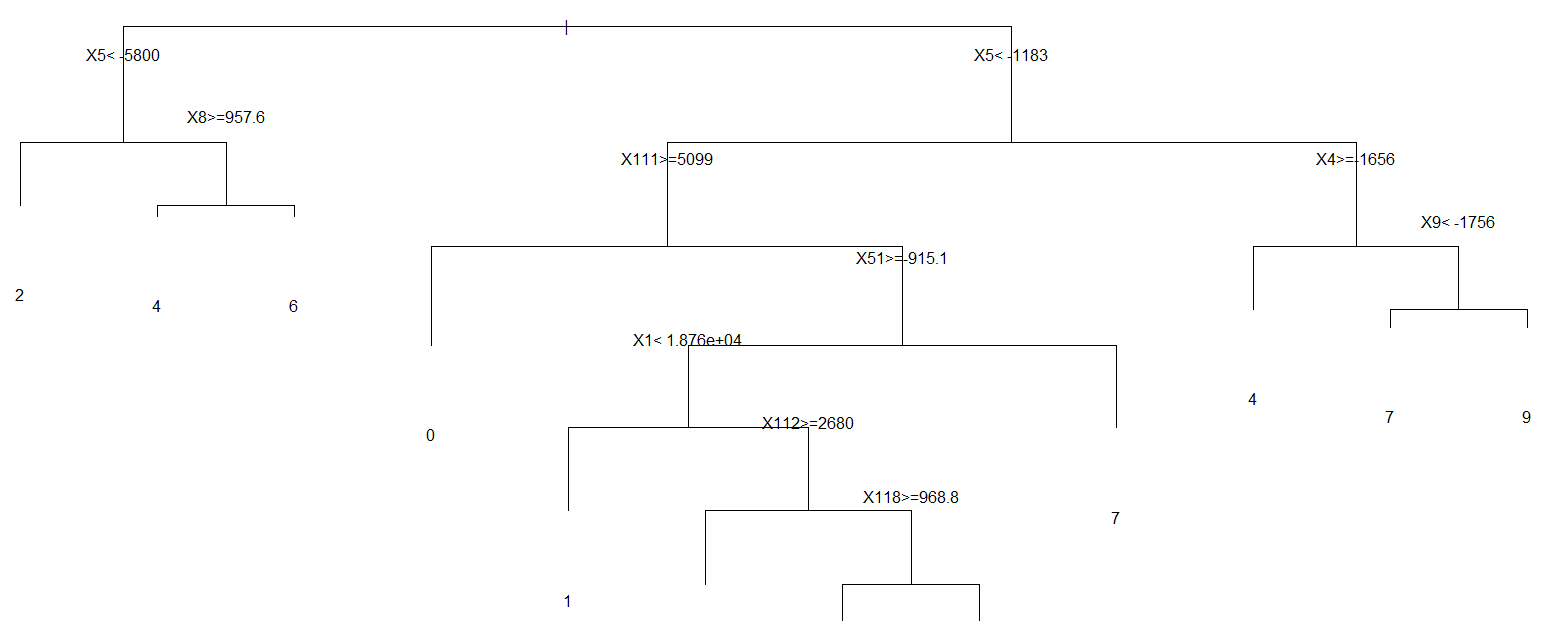 X5< -5800
X5< -1183
X8>=957.6
X111>=5099
X4>=-1656
X9< -1756
X51>=-915.1
2
4
6
X1< 1.876e+04
4
7
9
X112>=2680
0
X118>=968.8
7
1